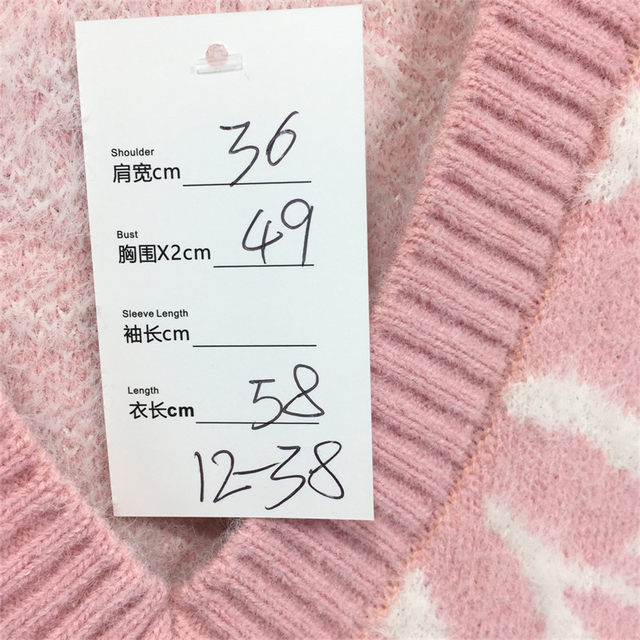 Shoulder
肩宽cm 36
Bust
胸围X2cm 49
Sleeve Length
袖长cm
Length
衣长cm 58
12-38